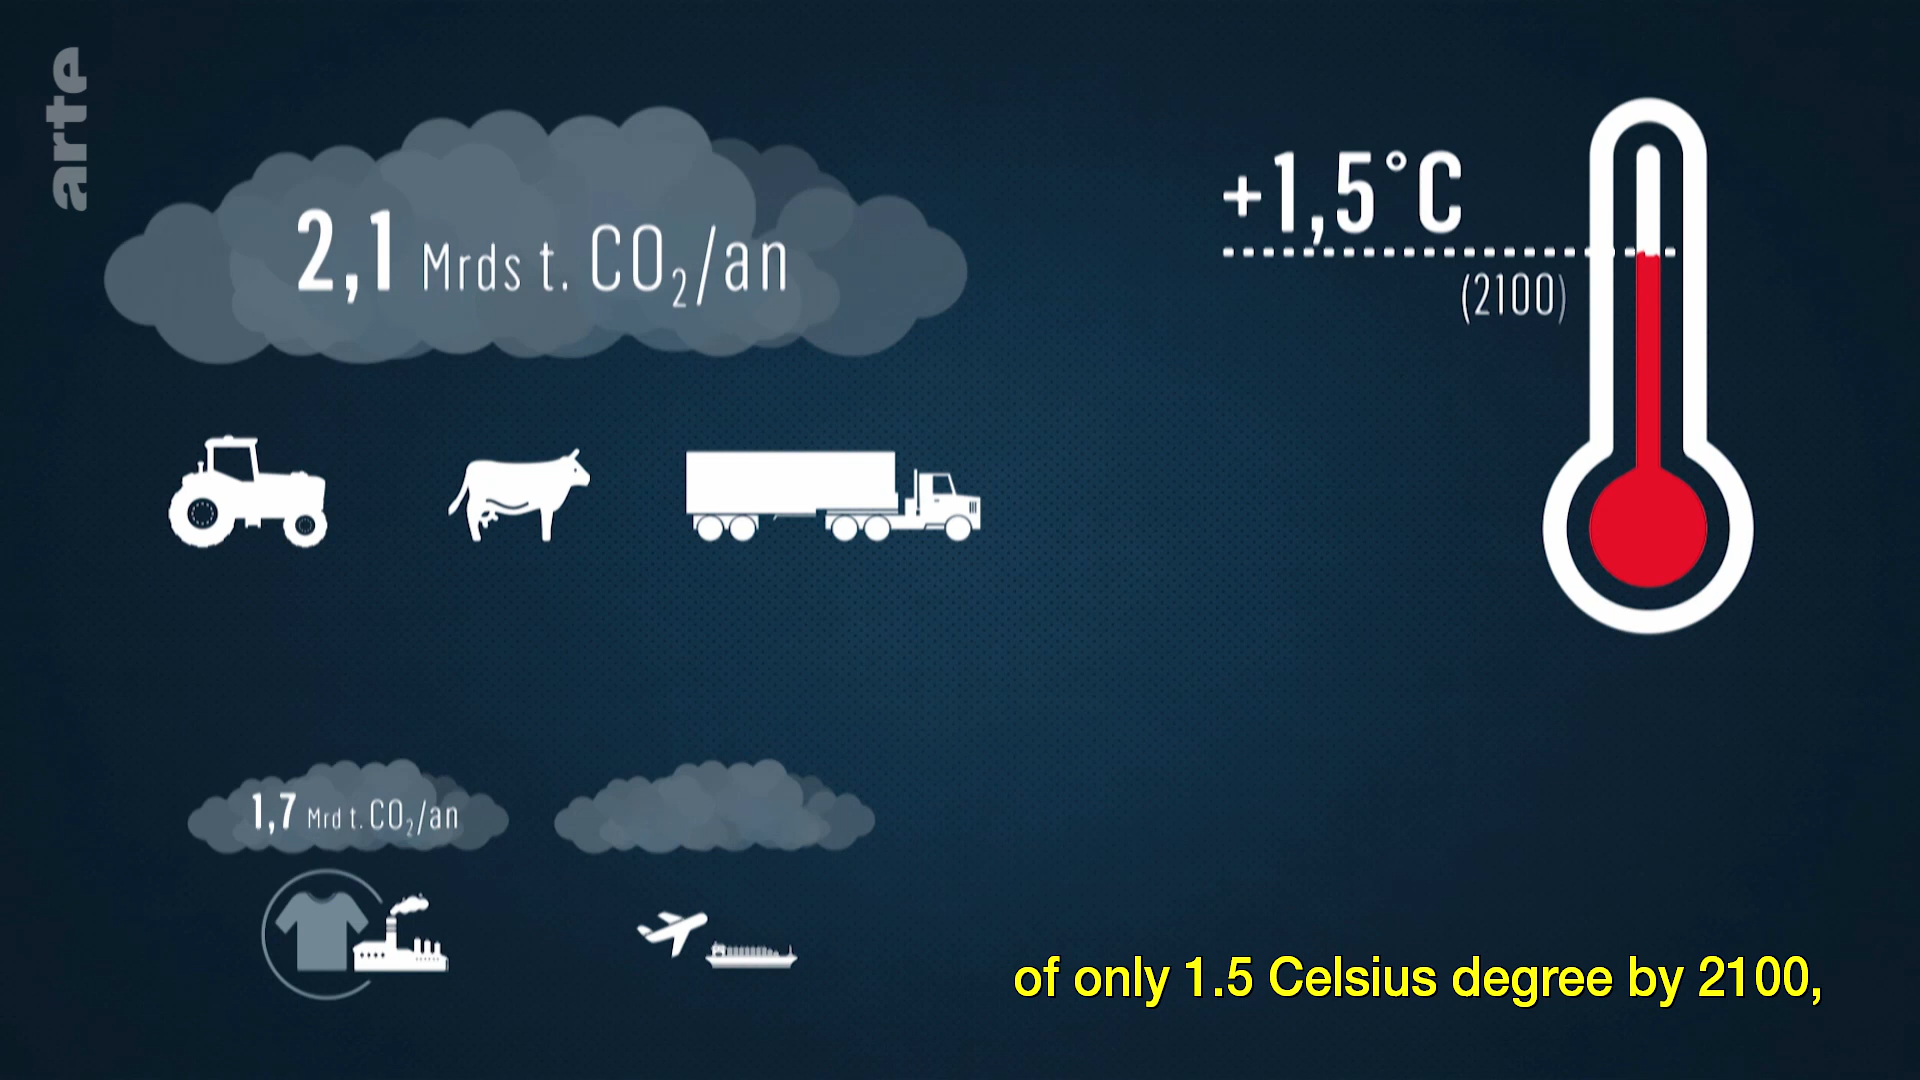 arte
2,1 Mrds t. CO₂/an
+1,5°C
(2100)
1,7 Mrd t. CO₂/an
of only 1.5 Celsius degree by 2100,